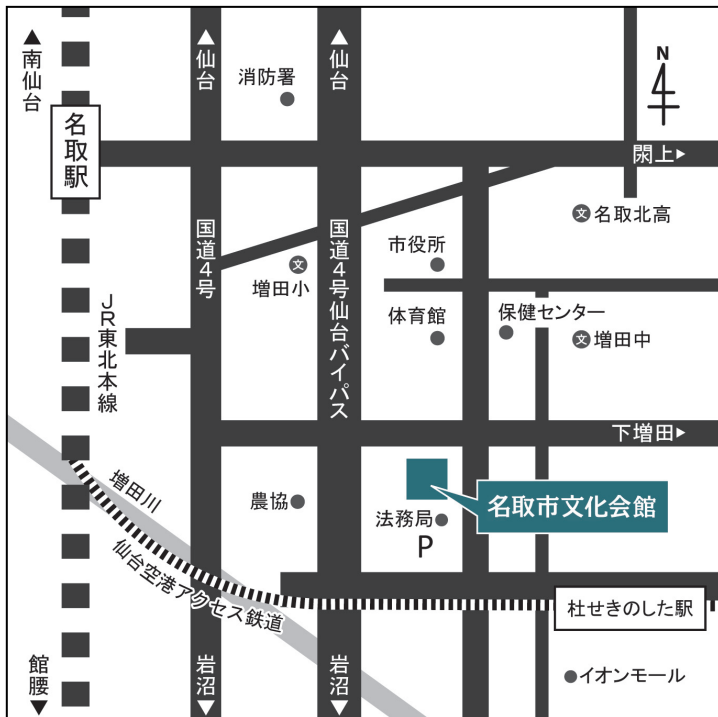 ▲南仙台
名取駅
▲仙台
消防署
▲仙台
N
閖上▶
国道4号
国道4号仙台バイパス
文名取北高
市役所
文
増田小
JR東北本線
体育館
保健センター
文増田中
下増田▶
増田川
農協
名取市文化会館
法務局
P
仙台空港アクセス鉄道
杜せきのした駅
館腰▼
岩沼▼
岩沼▼
イオンモール